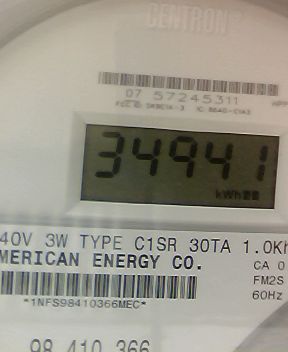 CENTRON
07 57245311
34941
kWh
40V 3W TYPE C1SR 30TA 1.0Kh
MERICAN ENERGY CO.
CA 0
FM2S
*1NFS98410366MEC*
60Hz
98 410 366